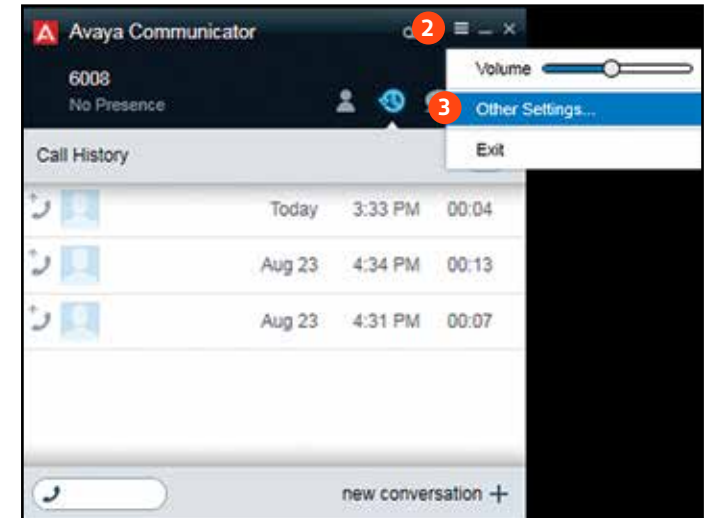 Avaya Communicator
2
6008
No Presence
Volume
3 Other Settings...
Exit
Call History
Today 3:33 PM 00:04
Aug 23 4:34 PM 00:13
Aug 23 4:31 PM 00:07
new conversation +